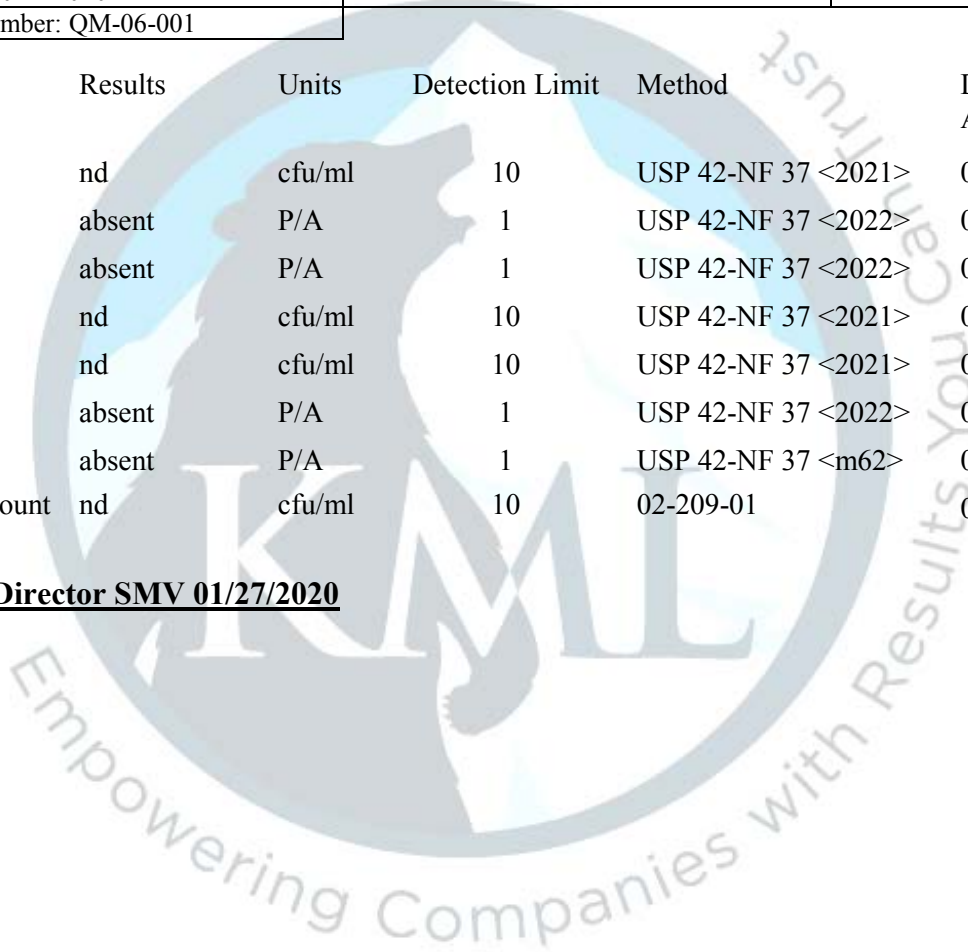 mber: QM-06-001
Results Units Detection Limit Method
nd cfu/ml 10 USP 42-NF 37 <2021>
absent P/A 1 USP 42-NF 37 <2022>
absent P/A 1 USP 42-NF 37 <2022>
nd cfu/ml 10 USP 42-NF 37 <2021>
nd cfu/ml 10 USP 42-NF 37 <2021>
absent P/A 1 USP 42-NF 37 <2022>
absent P/A 1 USP 42-NF 37 <m62>
ount nd cfu/ml 10 02-209-01
Director SMV 01/27/2020
KML
Empowering Companies with Results You Can Trust